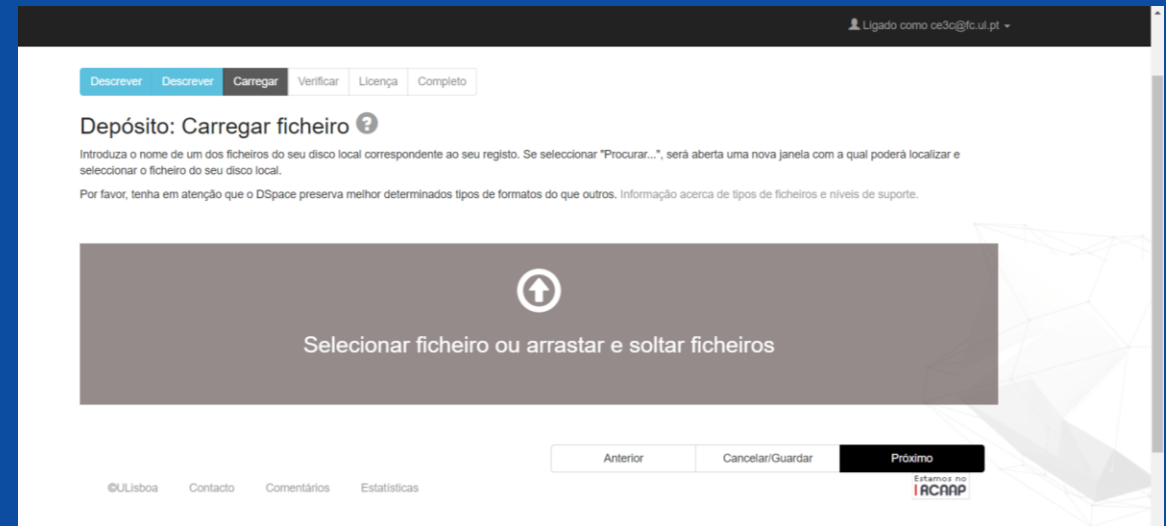 Ligado como ce3c@fc.ul.pt
Descrever Descrever Carregar Verificar Licença Completo
Depósito: Carregar ficheiro ?
Introduza o nome de um dos ficheiros do seu disco local correspondente ao seu registo. Se seleccionar "Procurar...", será aberta uma nova janela com a qual poderá localizar e
seleccionar o ficheiro do seu disco local.
Por favor, tenha em atenção que o DSpace preserva melhor determinados tipos de formatos do que outros. Informação acerca de tipos de ficheiros e níveis de suporte.
Selecionar ficheiro ou arrastar e soltar ficheiros
Anterior Cancelar/Guardar Próximo
©ULisboa Contacto Comentários Estatísticas
Estamos no
RCAAP